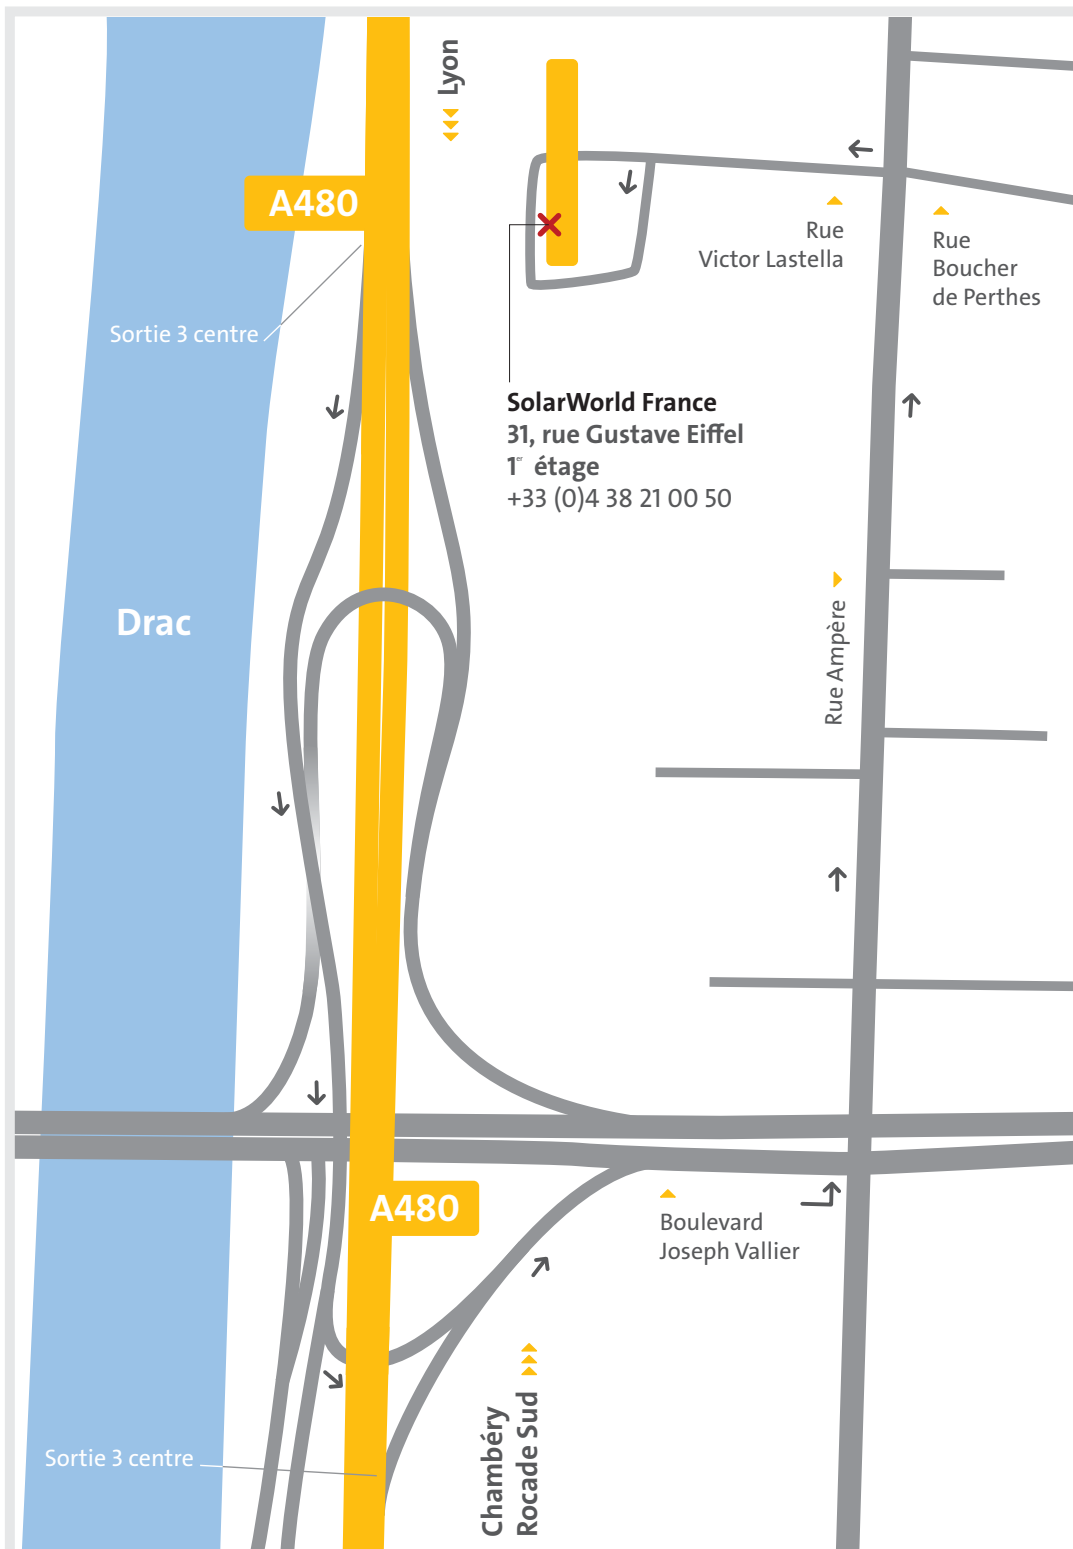 Lyon
A480
Sortie 3 centre
Rue
Victor Lastella
Rue
Boucher
de Perthes
SolarWorld France
31, rue Gustave Eiffel
1er étage
+33 (0)4 38 21 00 50
Drac
Rue Ampère
A480
Boulevard
Joseph Vallier
Sortie 3 centre
Chambéry
Rocade Sud